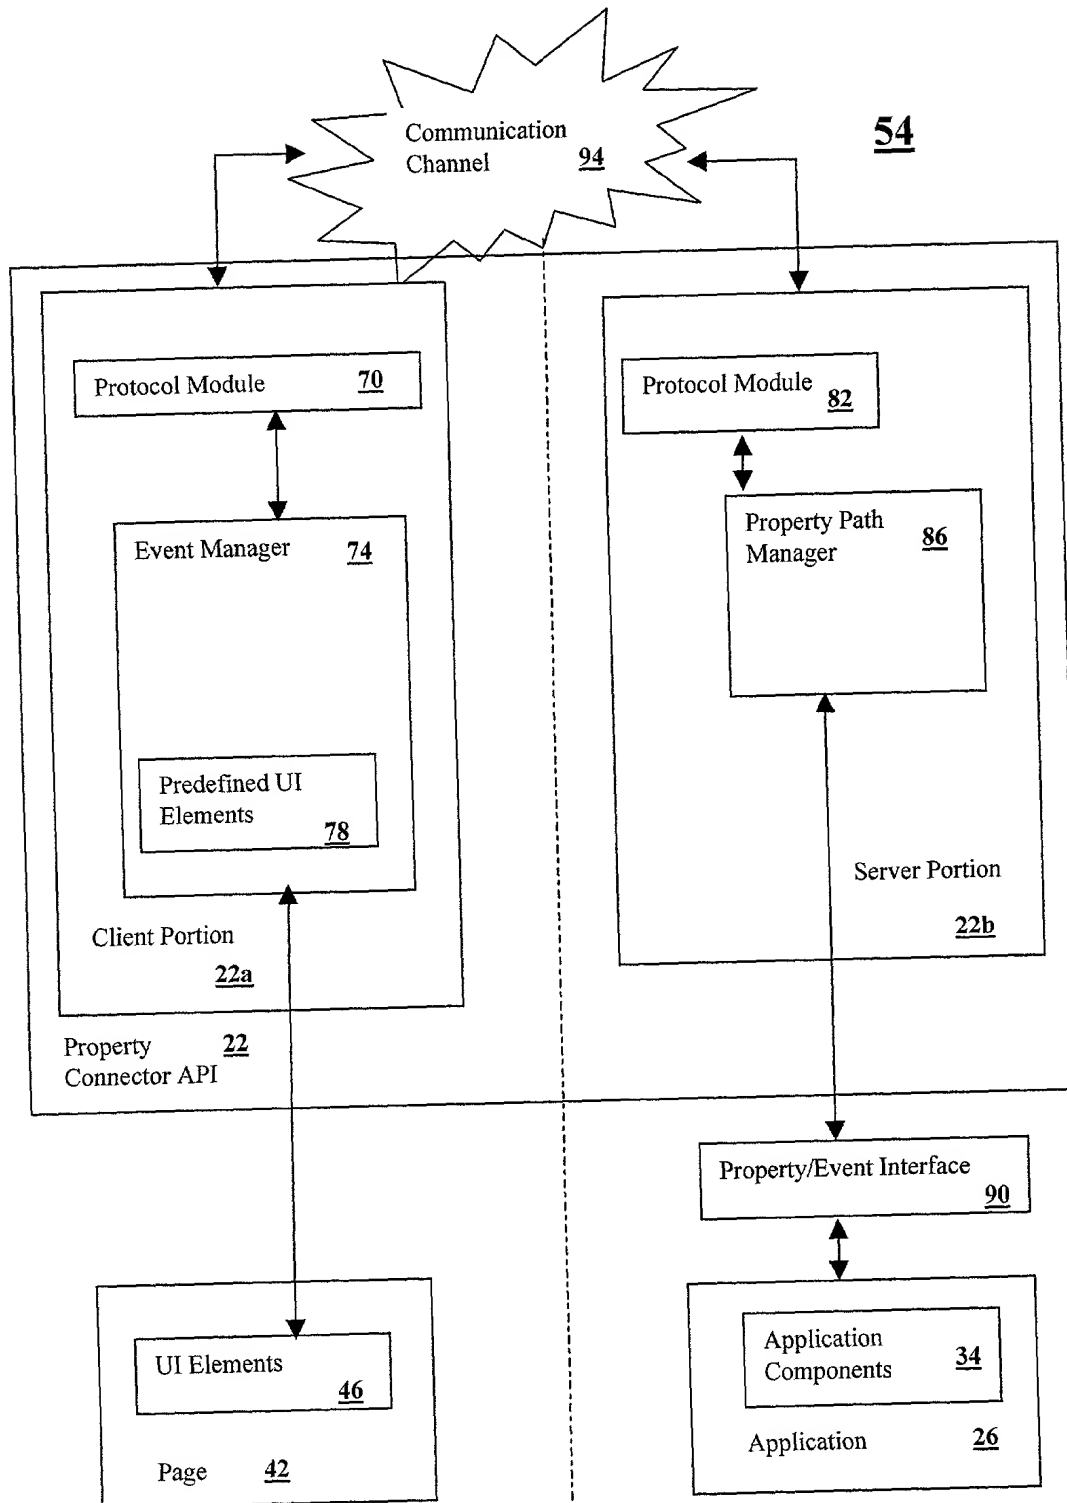 Communication
Channel 94
54
Protocol Module 70
Protocol Module 82
Event Manager 74
Property Path
Manager 86
Predefined UI
Elements 78
Server Portion
22b
Client Portion
22a
Property 22
Connector API
Property/Event Interface
90
UI Elements
46
Page 42
Application
Components 34
Application 26